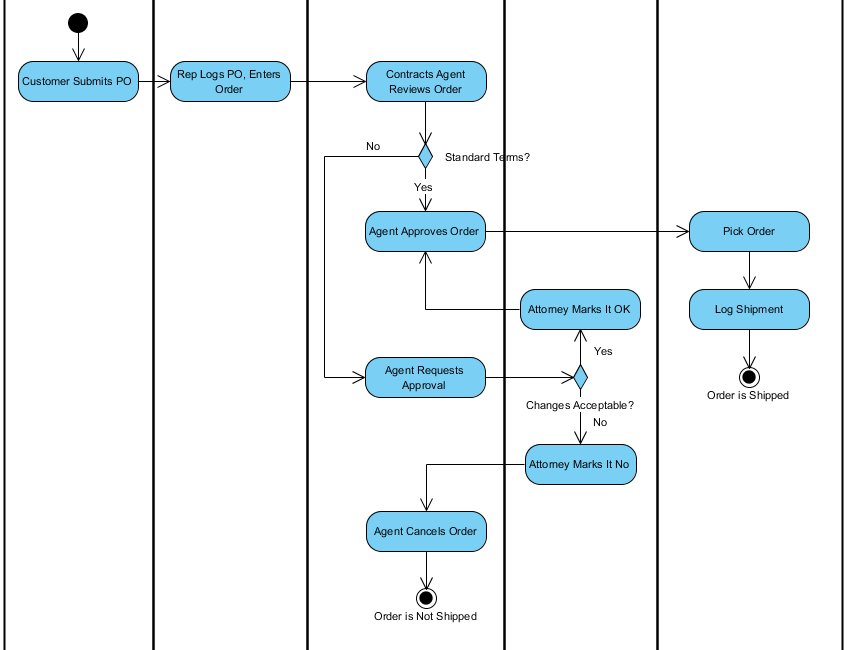 Customer Submits PO
Rep Logs PO, Enters
Order
Contracts Agent
Reviews Order
No
Standard Terms?
Yes
Agent Approves Order
Pick Order
Attorney Marks It OK
Log Shipment
Yes
Agent Requests
Approval
Order is Shipped
Changes Acceptable?
No
Attorney Marks It No
Agent Cancels Order
Order is Not Shipped